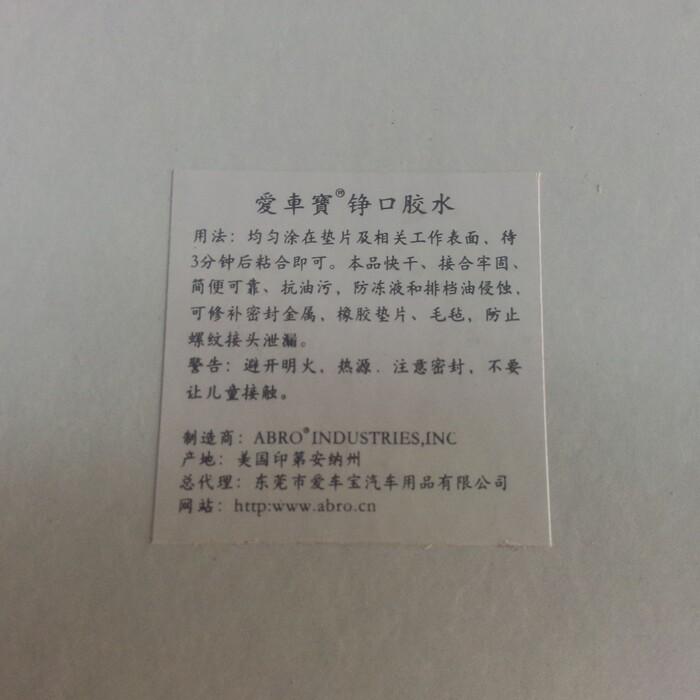 愛車寶®铮口胶水
用法：均匀涂在垫片及相关工作表面、待
3分钟后粘合即可。本品快干、接合牢固、
简便可靠、抗油污，防冻液和排档油侵蚀，
可修补密封金属，橡胶垫片、毛毡，防止
螺纹接头泄漏。
警告：避开明火，热源．注意密封，不要
让儿童接触。
制造商：ABRO®INDUSTRIES,INC
产地：美国印第安纳州
总代理：东莞市爱车宝汽车用品有限公司
网站：http:www.abro.cn